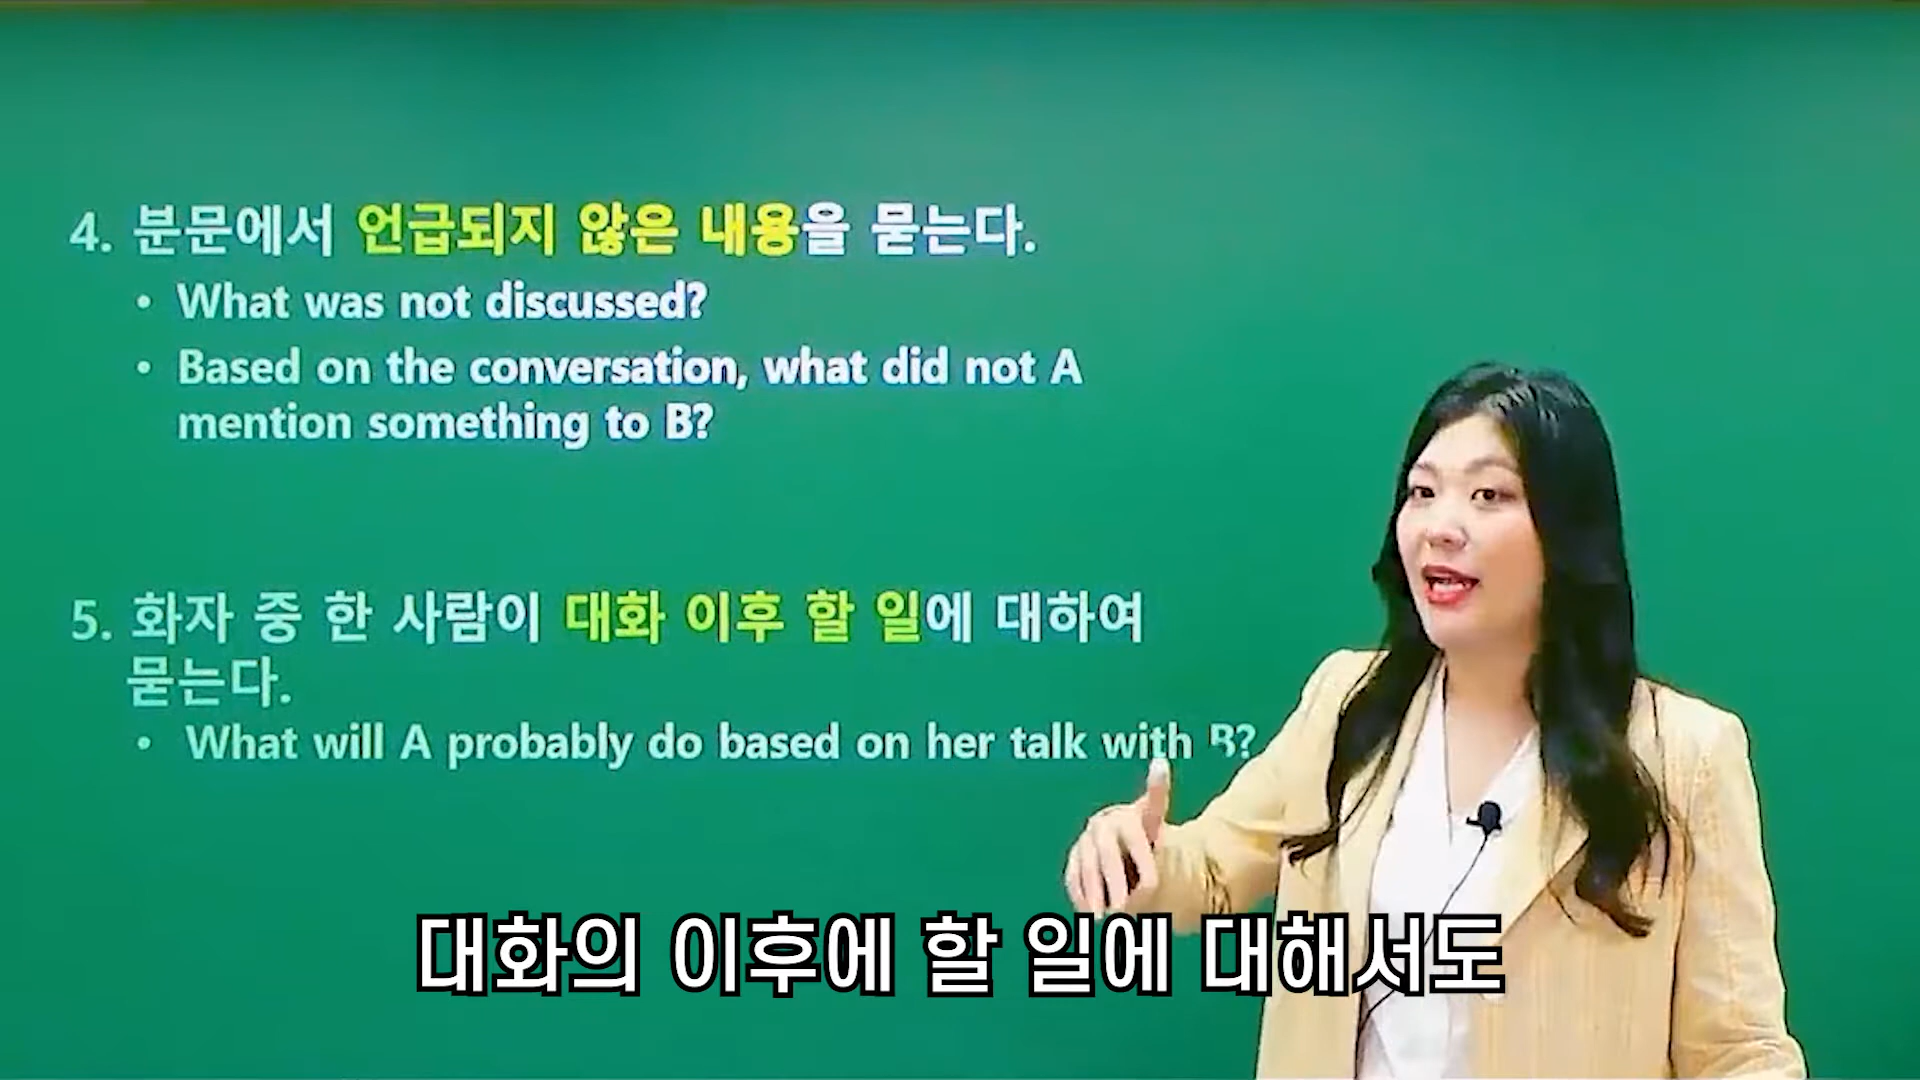 4. 분문에서 언급되지 않은 내용을 묻는다.
• What was not discussed?
• Based on the conversation, what did not A
mention something to B?
5. 화자 중 한 사람이 대화 이후 할 일에 대하여
묻는다.
• What will A probably do based on her talk with B?
대화의 이후에 할 일에 대해서도